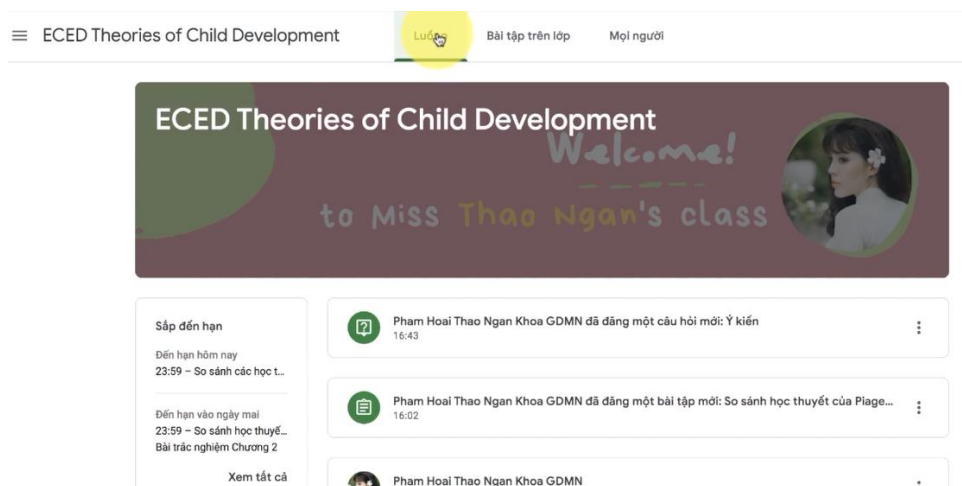 ECED Theories of Child Development
Luồng
Bài tập trên lớp
Mọi người
ECED Theories of Child Development
Welcome!
to Miss Thao Ngan's class
Sắp đến hạn
Đến hạn hôm nay
23:59 – So sánh các học t...
Đến hạn vào ngày mai
23:59 – So sánh học thuyế...
Bài trắc nghiệm Chương 2
Xem tất cả
Pham Hoai Thao Ngan Khoa GDMN đã đăng một câu hỏi mới: Ý kiến
16:43
Pham Hoai Thao Ngan Khoa GDMN đã đăng một bài tập mới: So sánh học thuyết của Piage...
16:02
Pham Hoai Thao Ngan Khoa GDMN